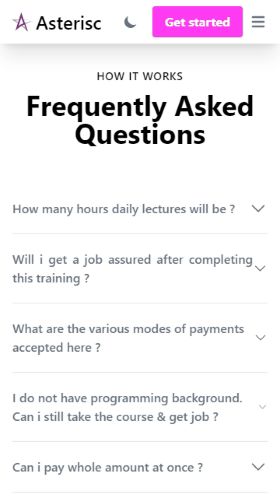 Asterisc
Get started
HOW IT WORKS
Frequently Asked
Questions
How many hours daily lectures will be ?
Will i get a job assured after completing
this training ?
What are the various modes of payments
accepted here ?
I do not have programming background.
Can i still take the course & get job ?
Can i pay whole amount at once ?